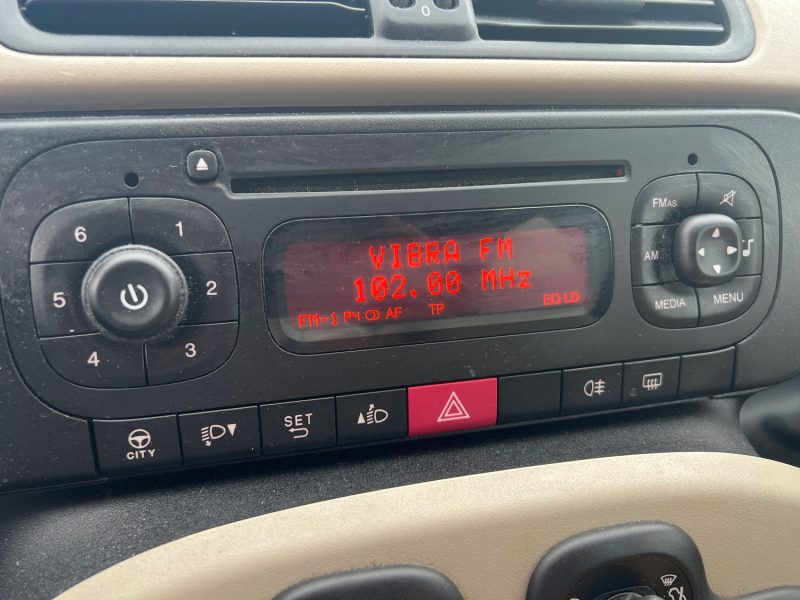 0
6 1
5 2
4 3
VIBRA FM
102.00 MHz
FM-1 P4 AF TP EQ LD
FMAS
AM
MEDIA MENU
CITY
SET